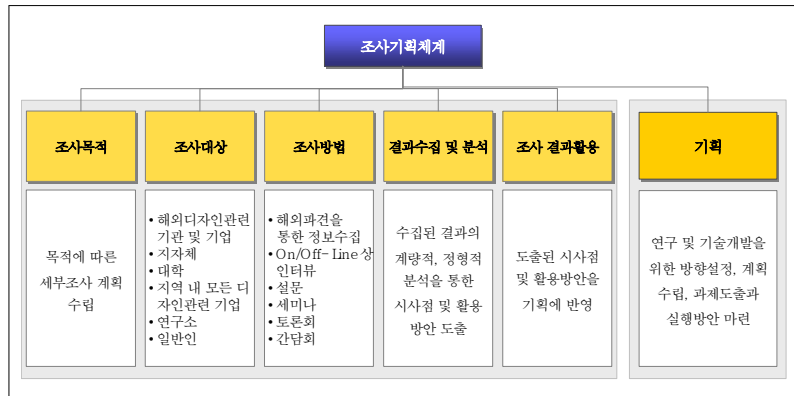 조사기획체계
조사목적
조사대상
조사방법
결과수집 및 분석
조사 결과활용
기획
목적에 따른
세부조사 계획
수립
• 해외디자인관련
기관 및 기업
• 지자체
• 대학
• 지역 내 모든 디
자인관련 기업
• 연구소
• 일반인
• 해외파견을
통한 정보수집
• On/Off-Line 상
인터뷰
• 설문
• 세미나
• 토론회
• 간담회
수집된 결과의
계량적, 정형적
분석을 통한
시사점 및 활용
방안 도출
도출된 시사점
및 활용방안을
기획에 반영
연구 및 기술개발을
위한 방향설정, 계획
수립, 과제도출과
실행방안 마련